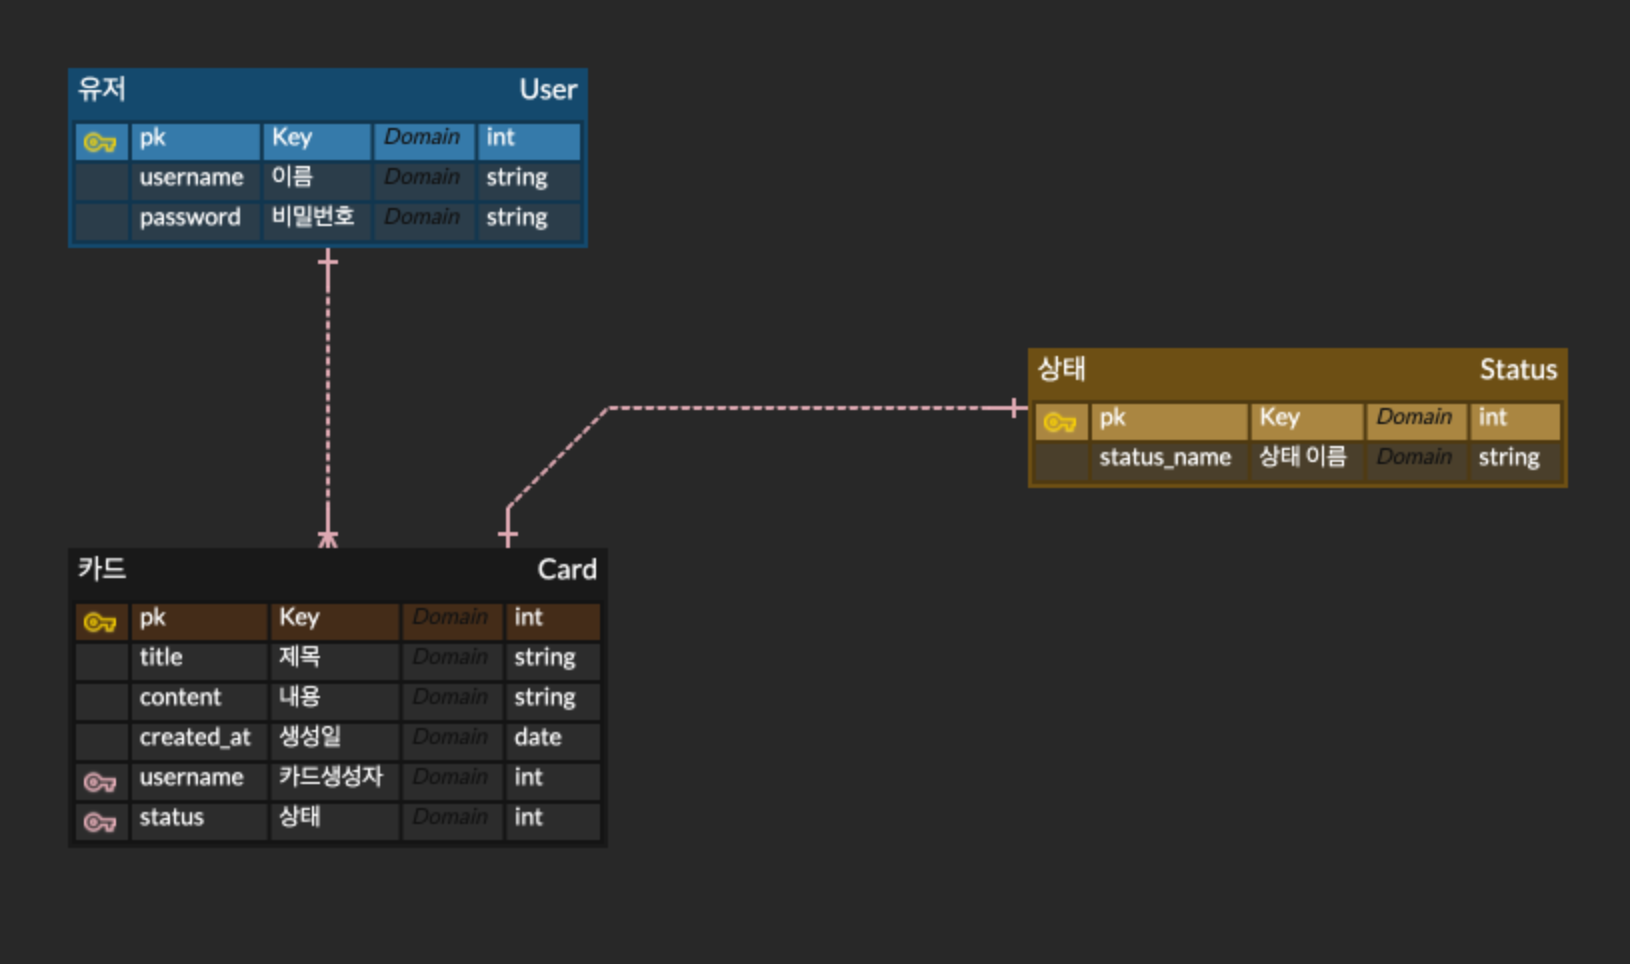 유저 User
pk Key Domain int
username 이름 Domain string
password 비밀번호 Domain string
상태 Status
pk Key Domain int
status_name 상태 이름 Domain string
카드 Card
pk Key Domain int
title 제목 Domain string
content 내용 Domain string
created_at 생성일 Domain date
username 카드생성자 Domain int
status 상태 Domain int